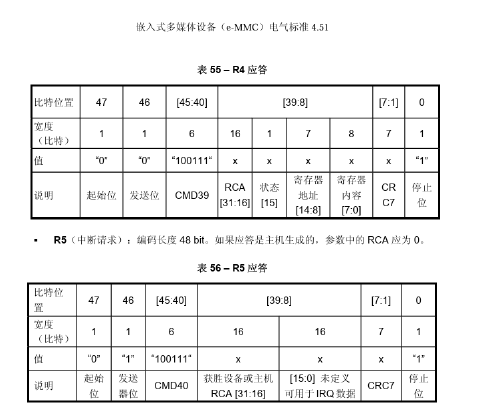 嵌入式多媒体设备（e-MMC）电气标准 4.51
表 55 – R4 应答
比特位置 47 46 [45:40] [39:8] [7:1] 0
宽度（比特） 1 1 6 16 1 7 8 7 1
值 "0" "0" "100111" x x x x x "1"
说明 起始位 发送位 CMD39 RCA [31:16] 状态 [15] 寄存器地址 [14:8] 寄存器内容 [7:0] CRC7 停止位
▪ R5（中断请求）；编码长度 48 bit。如果应答是主机生成的，参数中的 RCA 应为 0。
表 56 – R5 应答
比特位置 47 46 [45:40] [39:8] [7:1] 0
宽度（比特） 1 1 6 16 16 7 1
值 "0" "1" "100111" x x x "1"
说明 起始位 发送器位 CMD40 获胜设备或主机 RCA [31:16] [15:0] 未定义 可用于 IRQ 数据 CRC7 停止位